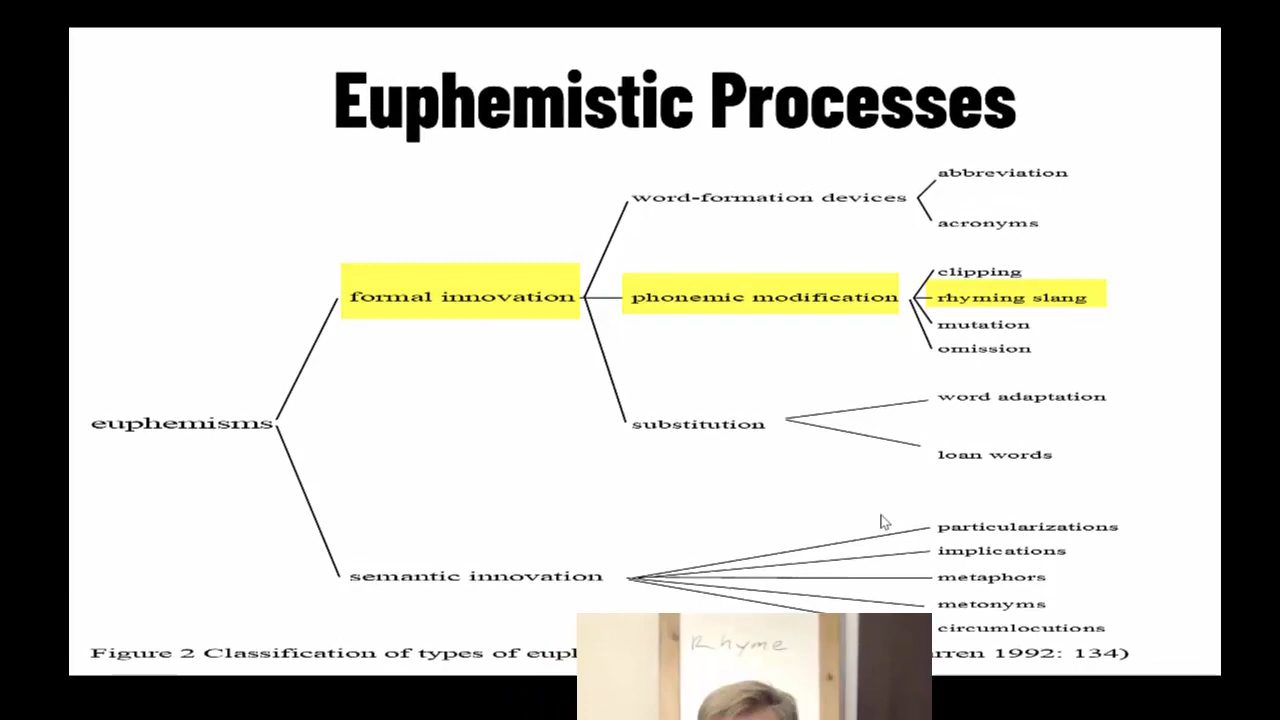 Euphemistic Processes
abbreviation
word-formation devices
acronyms
clipping
formal innovation
phonemic modification
rhyming slang
mutation
omission
word adaptation
euphemisms
substitution
loan words
particularizations
implications
semantic innovation
metaphors
metonyms
circumlocutions
Rhyme
Figure 2 Classification of types of 1992: 134)